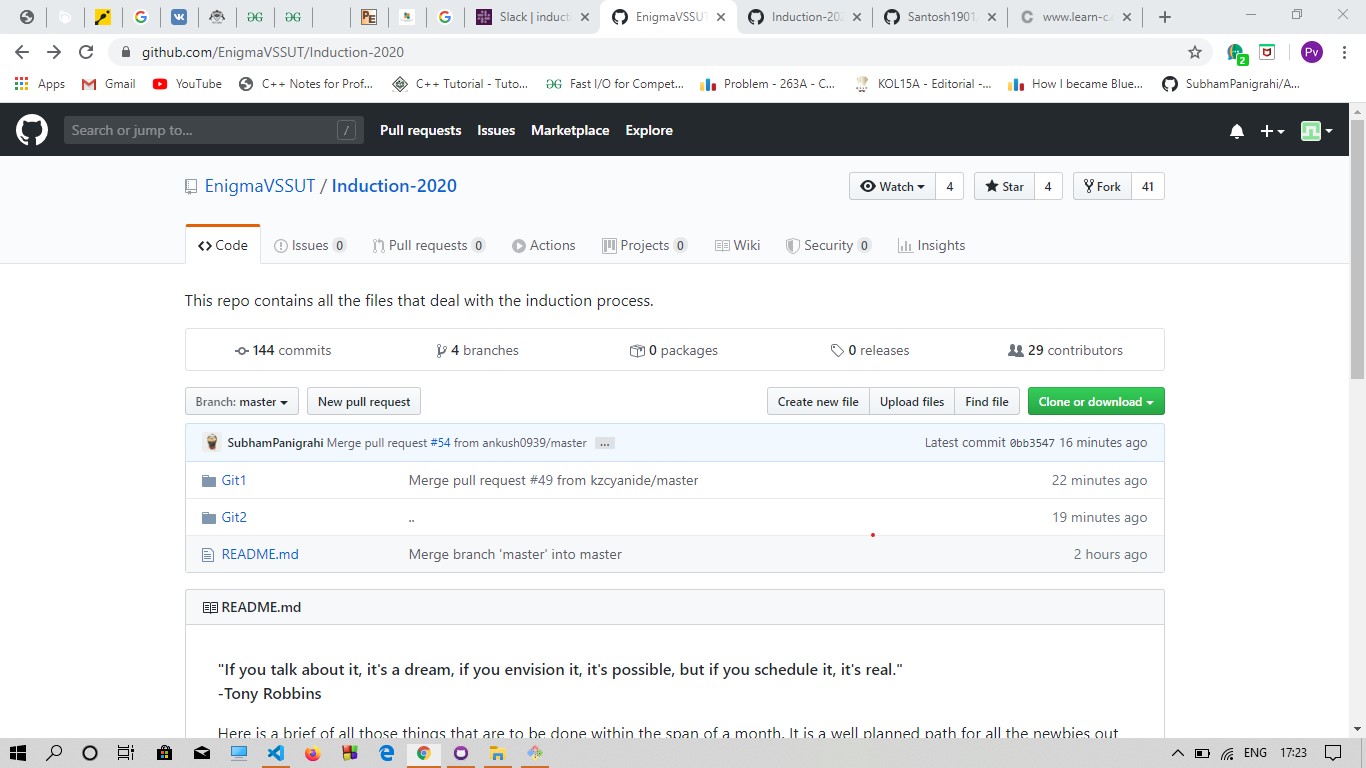 Slack | induct
EnigmaVSSUT
Induction-202
Santosh1901
www.learn-c.
github.com/EnigmaVSSUT/Induction-2020
2
Pv
Apps
Gmail
YouTube
C++ Notes for Prof...
C++ Tutorial - Tuto...
Fast I/O for Compet...
Problem - 263A - C...
KOL15A - Editorial -...
How I became Blue...
SubhamPanigrahi/A...
Search or jump to...
/
Pull requests
Issues
Marketplace
Explore
EnigmaVSSUT / Induction-2020
Watch 4
Star 4
Fork 41
Code
Issues 0
Pull requests 0
Actions
Projects 0
Wiki
Security 0
Insights
This repo contains all the files that deal with the induction process.
144 commits
4 branches
0 packages
0 releases
29 contributors
Branch: master
New pull request
Create new file
Upload files
Find file
Clone or download
SubhamPanigrahi Merge pull request #54 from ankush0939/master ...
Latest commit 0bb3547 16 minutes ago
Git1
Merge pull request #49 from kzcyanide/master
22 minutes ago
Git2
..
19 minutes ago
README.md
Merge branch 'master' into master
2 hours ago
README.md
"If you talk about it, it's a dream, if you envision it, it's possible, but if you schedule it, it's real."
-Tony Robbins
Here is a brief of all those things that are to be done within the span of a month. It is a well planned path for all the newbies out
ENG
17:23